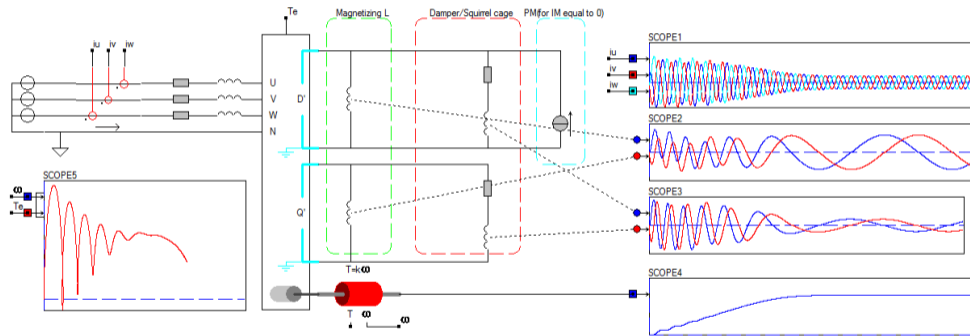 Te
Magnetizing L
Damper/Squirrel cage
PM(for IM equal to 0)
iu
iv
iw
U
V
W
N
D'
Q'
SCOPE1
iu
iv
iw
SCOPE2
SCOPE3
SCOPE5
ω
Te
T=kω
T
ω
SCOPE4